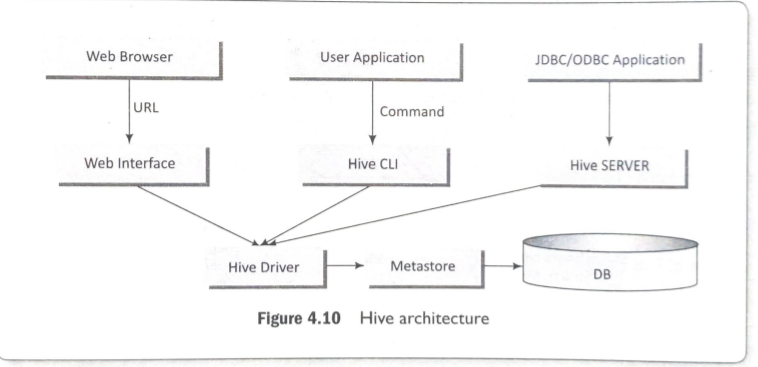 Web Browser User Application JDBC/ODBC Application
URL
Command
Web Interface Hive CLI Hive SERVER
Hive Driver Metastore DB
Figure 4.10 Hive architecture